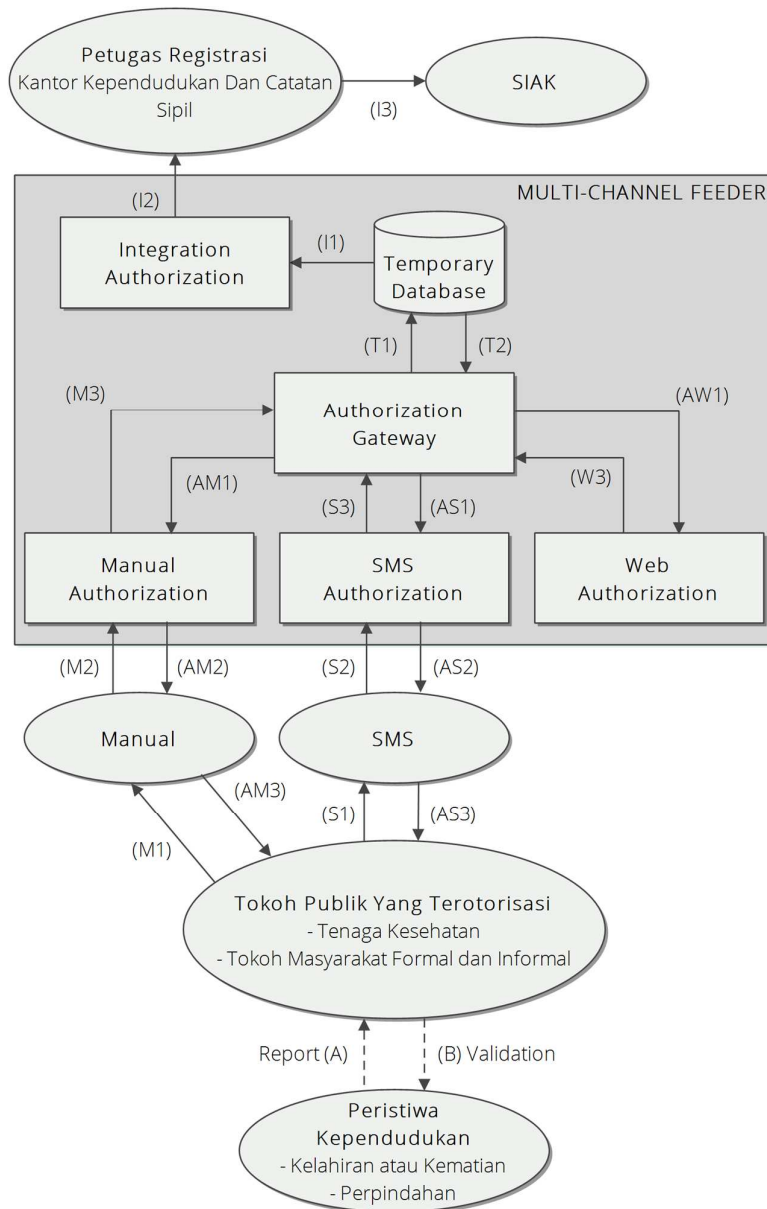 Petugas Registrasi
Kantor Kependudukan Dan Catatan
Sipil
SIAK
(I3)
(I2)
MULTI-CHANNEL FEEDER
Integration
Authorization
(I1)
Temporary
Database
(T1)
(T2)
(M3)
Authorization
Gateway
(AW1)
(AM1)
(S3)
(AS1)
(W3)
Manual
Authorization
SMS
Authorization
Web
Authorization
(M2)
(AM2)
(S2)
(AS2)
Manual
SMS
(AM3)
(S1)
(AS3)
(M1)
Tokoh Publik Yang Terotorisasi
- Tenaga Kesehatan
- Tokoh Masyarakat Formal dan Informal
Report (A)
(B) Validation
Peristiwa
Kependudukan
- Kelahiran atau Kematian
- Perpindahan